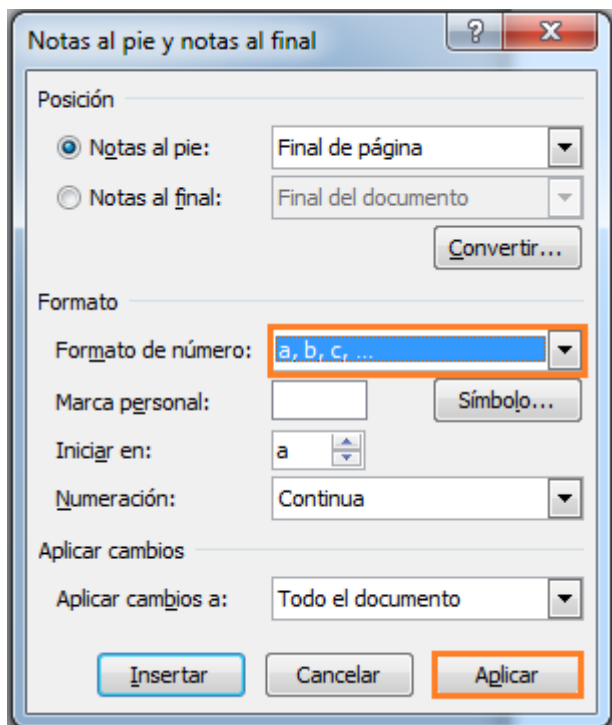 Notas al pie y notas al final
Posición
Notas al pie: Final de página
Notas al final: Final del documento
Convertir...
Formato
Formato de número: a, b, c, ...
Marca personal: Símbolo...
Iniciar en: a
Numeración: Continua
Aplicar cambios
Aplicar cambios a: Todo el documento
Insertar Cancelar Aplicar